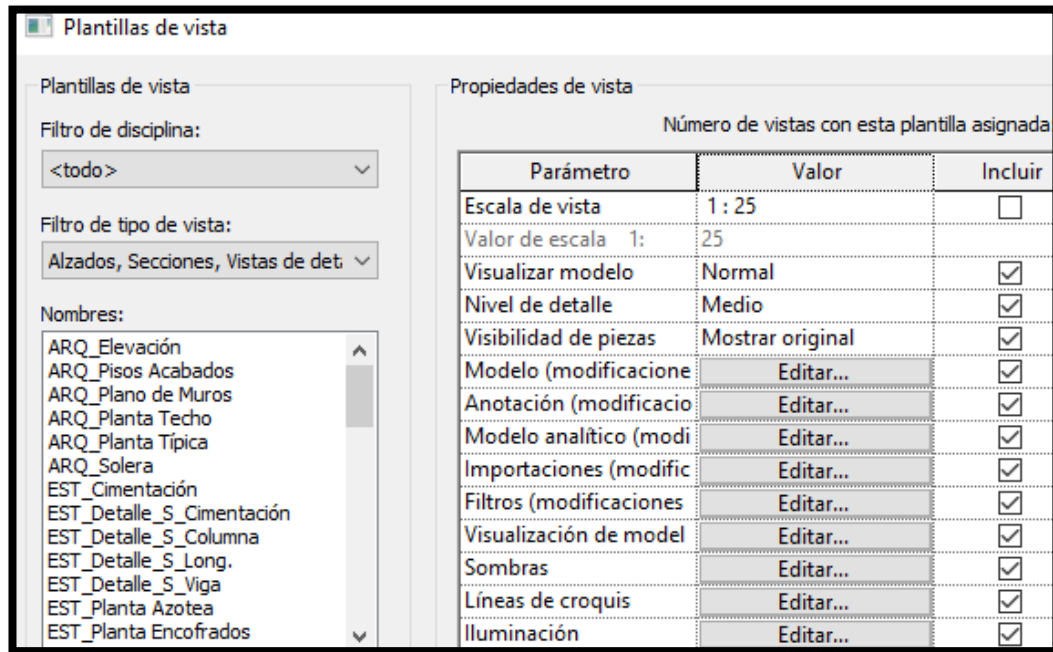 Plantillas de vista
Plantillas de vista
Filtro de disciplina:
<todo>
Filtro de tipo de vista:
Alzados, Secciones, Vistas de deta
Nombres:
ARQ_Elevación
ARQ_Pisos Acabados
ARQ_Plano de Muros
ARQ_Planta Techo
ARQ_Planta Típica
ARQ_Solera
EST_Cimentación
EST_Detalle_S_Cimentación
EST_Detalle_S_Columna
EST_Detalle_S_Long.
EST_Detalle_S_Viga
EST_Planta Azotea
EST_Planta Encofrados
Propiedades de vista
Número de vistas con esta plantilla asignada:
Parámetro Valor Incluir
Escala de vista 1 : 25
Valor de escala 1: 25
Visualizar modelo Normal
Nivel de detalle Medio
Visibilidad de piezas Mostrar original
Modelo (modificacione Editar...
Anotación (modificacio Editar...
Modelo analítico (modi Editar...
Importaciones (modific Editar...
Filtros (modificaciones Editar...
Visualización de model Editar...
Sombras Editar...
Líneas de croquis Editar...
Iluminación Editar...